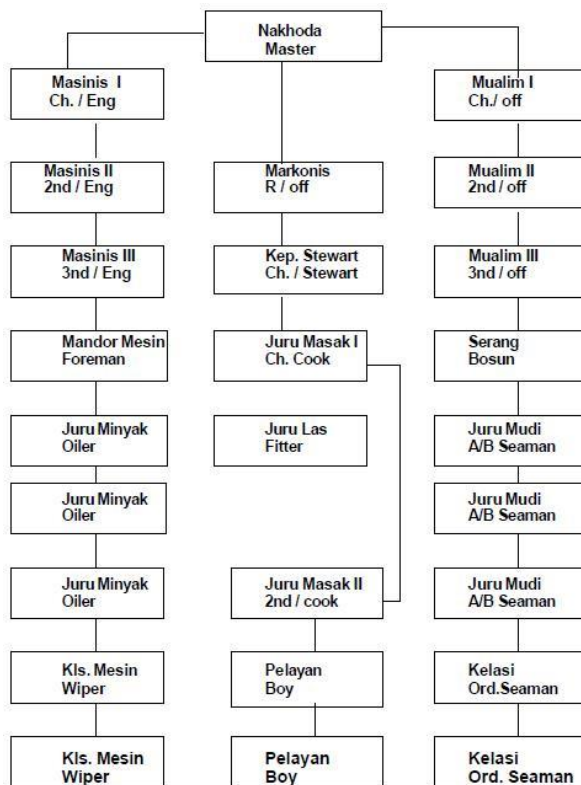 Nakhoda
Master
Masinis I
Ch. / Eng
Mualim I
Ch./ off
Masinis II
2nd / Eng
Markonis
R / off
Mualim II
2nd / off
Masinis III
3nd / Eng
Kep. Stewart
Ch. / Stewart
Mualim III
3nd / off
Mandor Mesin
Foreman
Juru Masak I
Ch. Cook
Serang
Bosun
Juru Minyak
Oiler
Juru Las
Fitter
Juru Mudi
A/B Seaman
Juru Minyak
Oiler
Juru Mudi
A/B Seaman
Juru Minyak
Oiler
Juru Masak II
2nd / cook
Juru Mudi
A/B Seaman
Kls. Mesin
Wiper
Pelayan
Boy
Kelasi
Ord.Seaman
Kls. Mesin
Wiper
Pelayan
Boy
Kelasi
Ord. Seaman